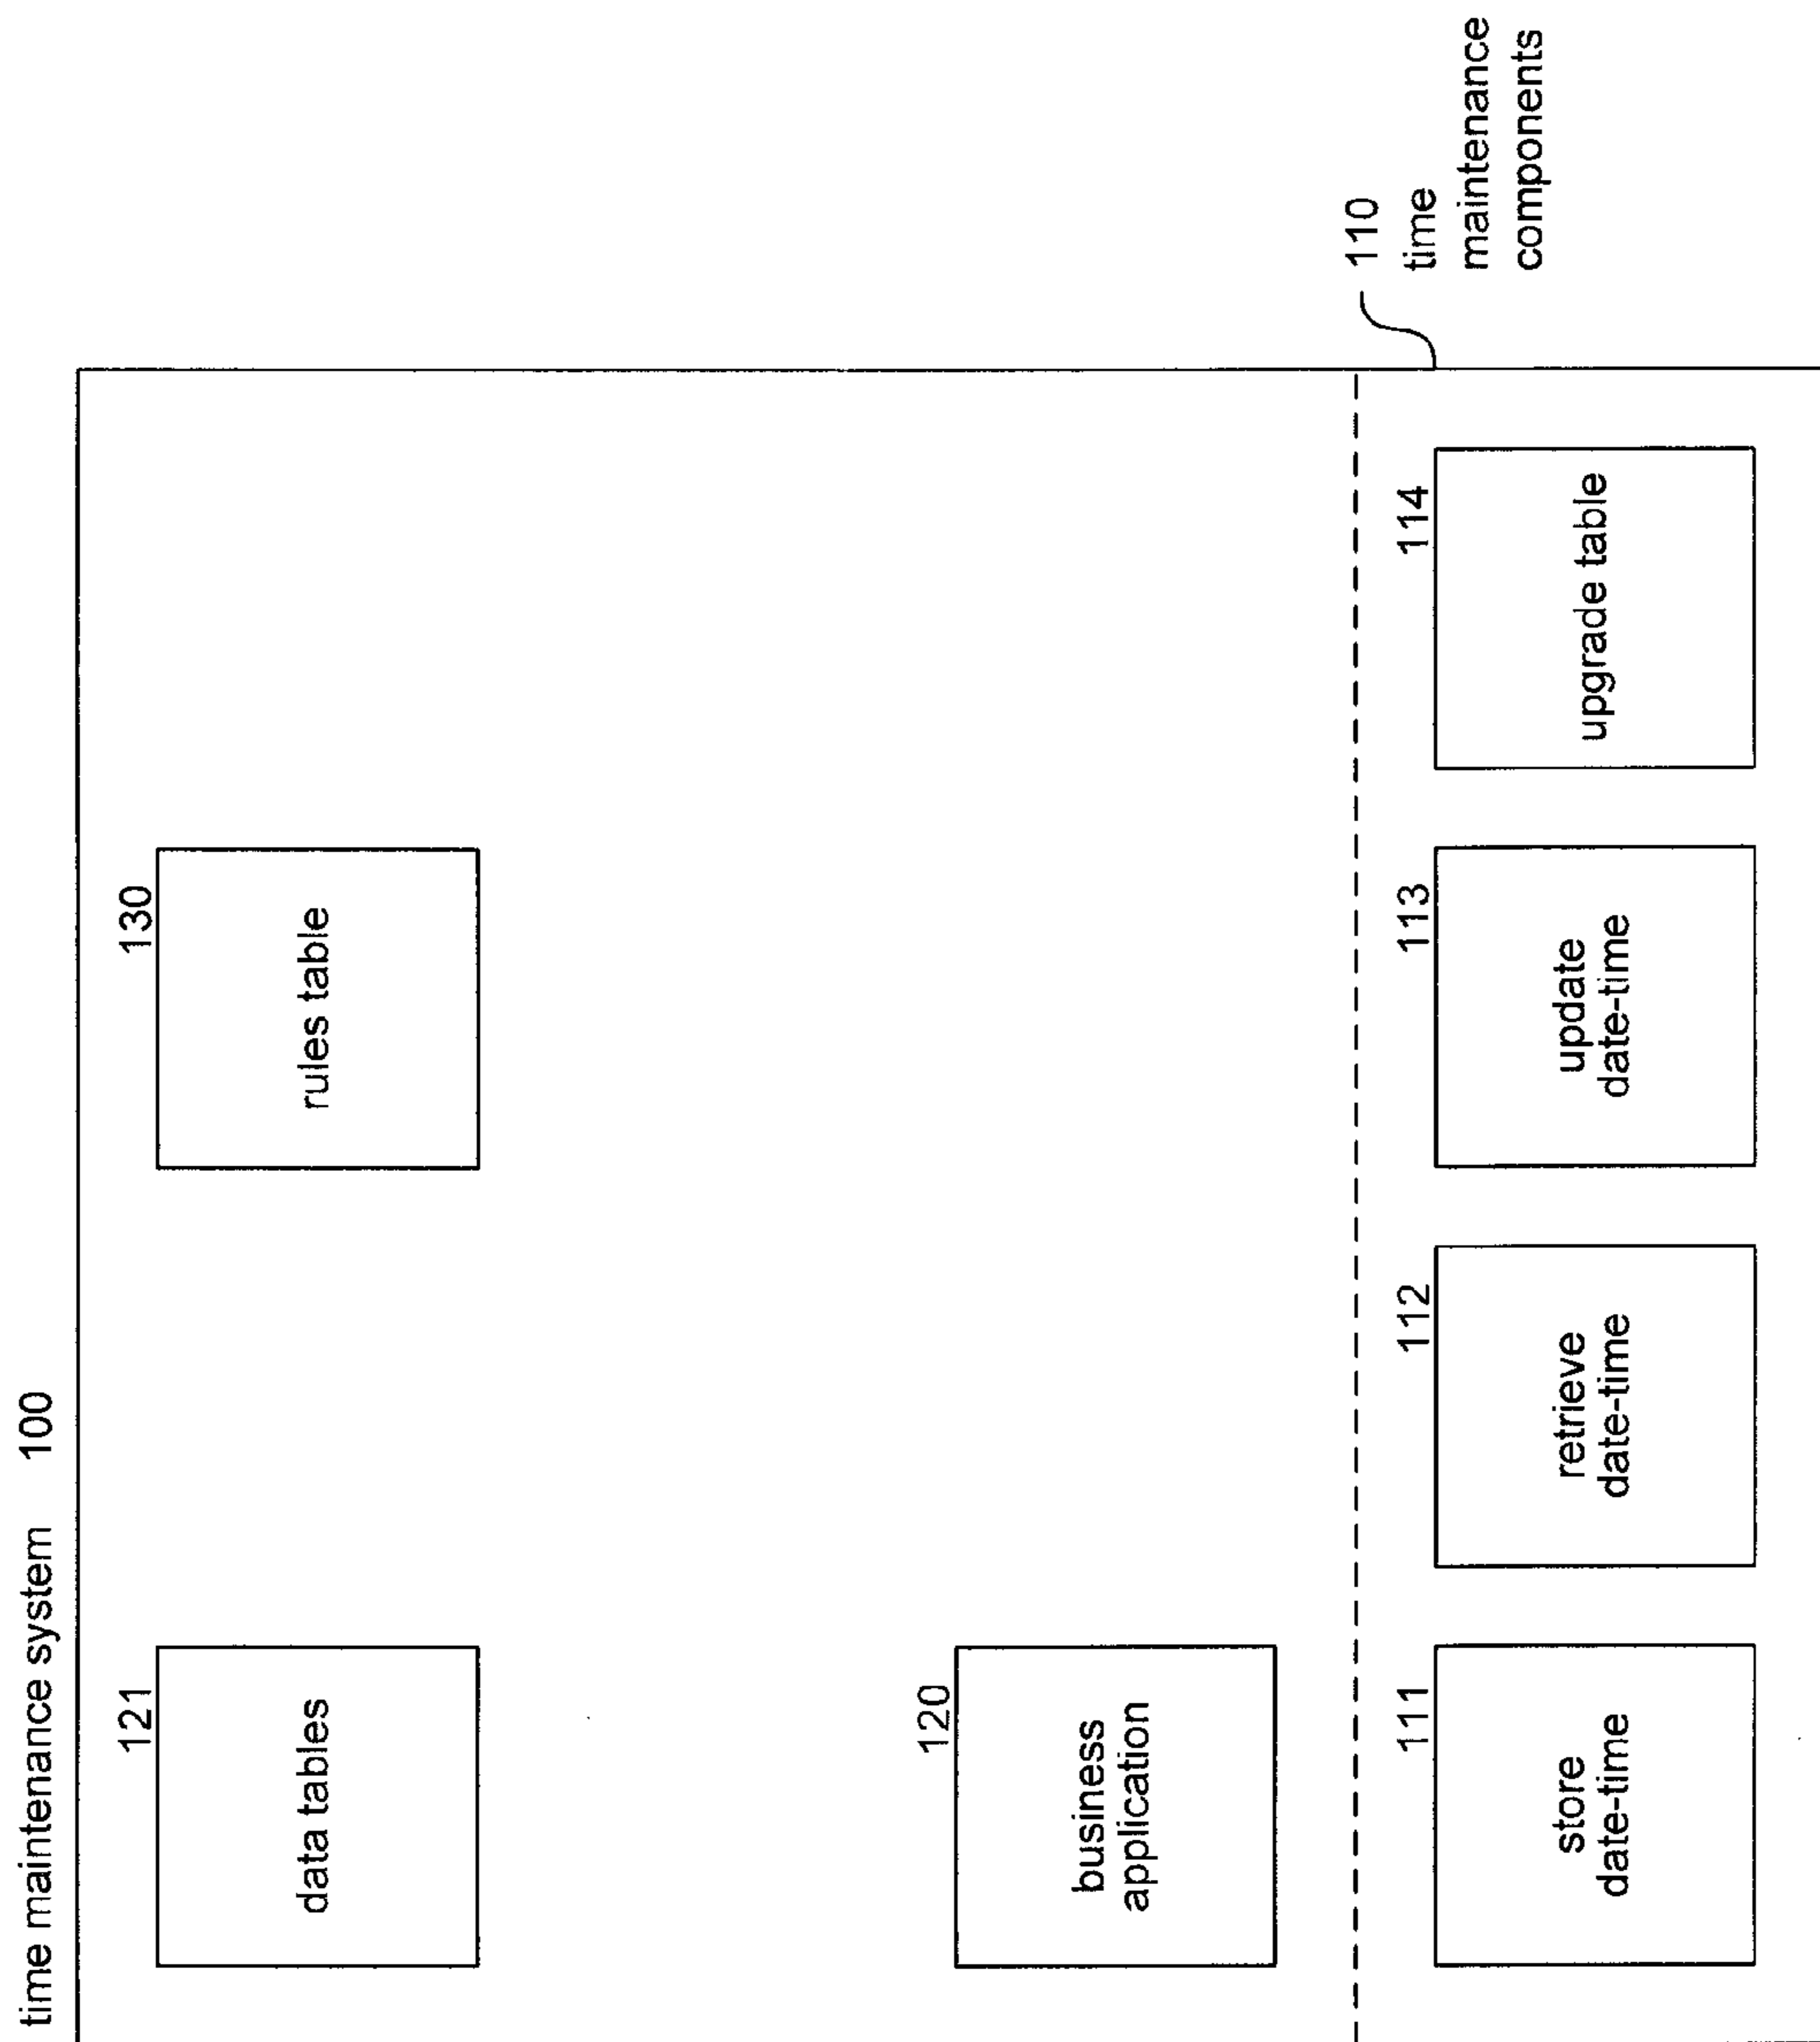 time maintenance system 100
121
data tables
130
rules table
120
business
application
110
time
maintenance
components
111
store
date-time
112
retrieve
date-time
113
update
date-time
114
upgrade table